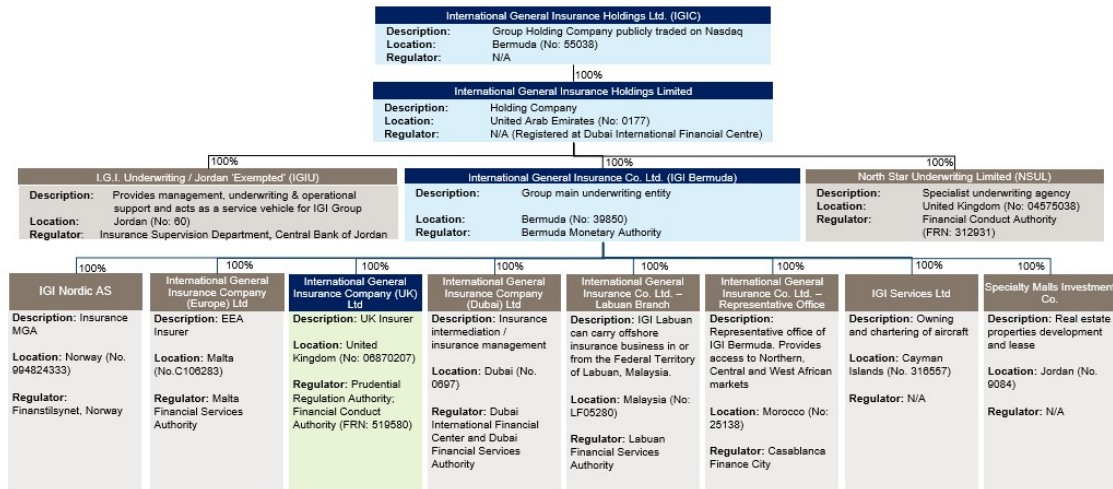 International General Insurance Holdings Ltd. (IGIC)
Description: Group Holding Company publicly traded on Nasdaq
Location: Bermuda (No: 55038)
Regulator: N/A
100%
International General Insurance Holdings Limited
Description: Holding Company
Location: United Arab Emirates (No: 0177)
Regulator: N/A (Registered at Dubai International Financial Centre)
100%
100%
100%
I.G.I. Underwriting / Jordan 'Exempted' (IGIU)
Description: Provides management, underwriting & operational
support and acts as a service vehicle for IGI Group
Location: Jordan (No: 60)
Regulator: Insurance Supervision Department, Central Bank of Jordan
International General Insurance Co. Ltd. (IGI Bermuda)
Description: Group main underwriting entity
Location: Bermuda (No: 39850)
Regulator: Bermuda Monetary Authority
North Star Underwriting Limited (NSUL)
Description: Specialist underwriting agency
Location: United Kingdom (No: 04575038)
Regulator: Financial Conduct Authority
(FRN: 312931)
100%
100%
100%
100%
100%
100%
100%
100%
IGI Nordic AS
Description: Insurance
MGA
Location: Norway (No.
994824333)
Regulator:
Finanstilsynet, Norway
International General
Insurance Company
(Europe) Ltd
Description: EEA
Insurer
Location: Malta
(No.C106283)
Regulator: Malta
Financial Services
Authority
International General
Insurance Company (UK)
Ltd
Description: UK Insurer
Location: United
Kingdom (No: 06870207)
Regulator: Prudential
Regulation Authority;
Financial Conduct
Authority (FRN: 519580)
International General
Insurance Company
(Dubai) Ltd
Description: Insurance
intermediation /
insurance management
Location: Dubai (No.
0697)
Regulator: Dubai
International Financial
Center and Dubai
Financial Services
Authority
International General
Insurance Co. Ltd. –
Labuan Branch
Description: IGI Labuan
can carry offshore
insurance business in or
from the Federal Territory
of Labuan, Malaysia.
Location: Malaysia (No:
LF05280)
Regulator: Labuan
Financial Services
Authority
International General
Insurance Co. Ltd. –
Representative Office
Description:
Representative office of
IGI Bermuda. Provides
access to Northern,
Central and West African
markets
Location: Morocco (No:
25138)
Regulator: Casablanca
Finance City
IGI Services Ltd
Description: Owning
and chartering of aircraft
Location: Cayman
Islands (No. 316557)
Regulator: N/A
Specialty Malls Investment
Co.
Description: Real estate
properties development
and lease
Location: Jordan (No.
9084)
Regulator: N/A